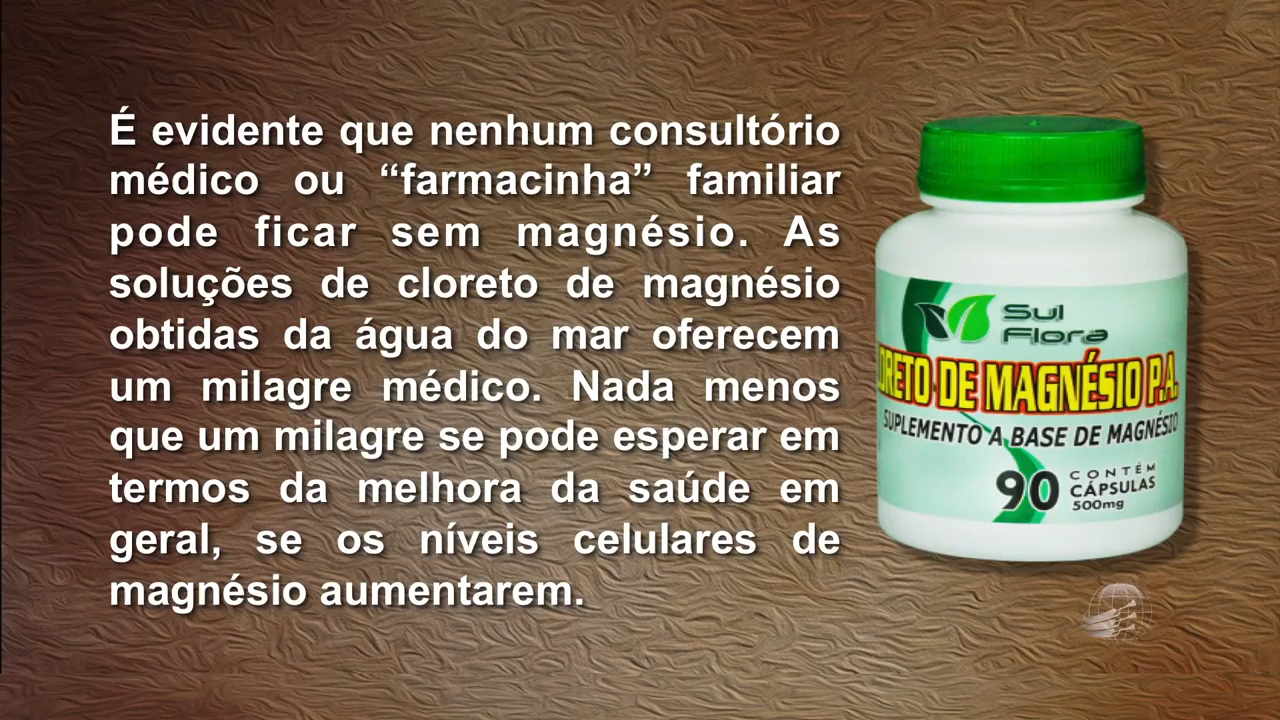 É evidente que nenhum consultório
médico ou “farmacinha” familiar
pode ficar sem magnésio. As
soluções de cloreto de magnésio
obtidas da água do mar oferecem
um milagre médico. Nada menos
que um milagre se pode esperar em
termos da melhora da saúde em
geral, se os níveis celulares de
magnésio aumentarem.
Sul
Flora
ORETO DE MAGNÉSIO P.A.
SUPLEMENTO A BASE DE MAGNÉSIO
90
CONTÉM
CÁPSULAS
500mg